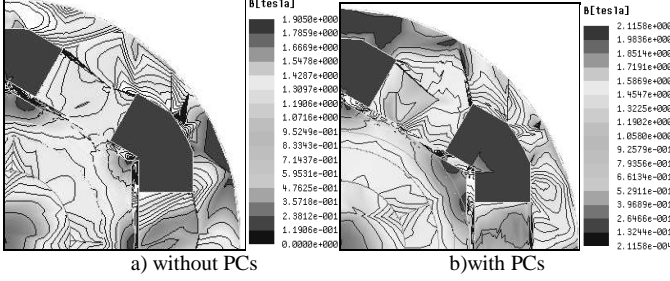 B[tesla]
1.9050e+000
1.7859e+000
1.6669e+000
1.5478e+000
1.4287e+000
1.3097e+000
1.1906e+000
1.0716e+000
9.5249e-001
8.3343e-001
7.1437e-001
5.9531e-001
4.7625e-001
3.5718e-001
2.3812e-001
1.1906e-001
0.0000e+000
B[tesla]
2.1158e+000
1.9836e+000
1.8514e+000
1.7191e+000
1.5869e+000
1.4547e+000
1.3225e+000
1.1902e+000
1.0580e+000
9.2579e-001
7.9356e-001
6.6134e-001
5.2911e-001
3.9689e-001
2.6466e-001
1.3244e-001
2.1158e-004
a) without PCs
b)with PCs